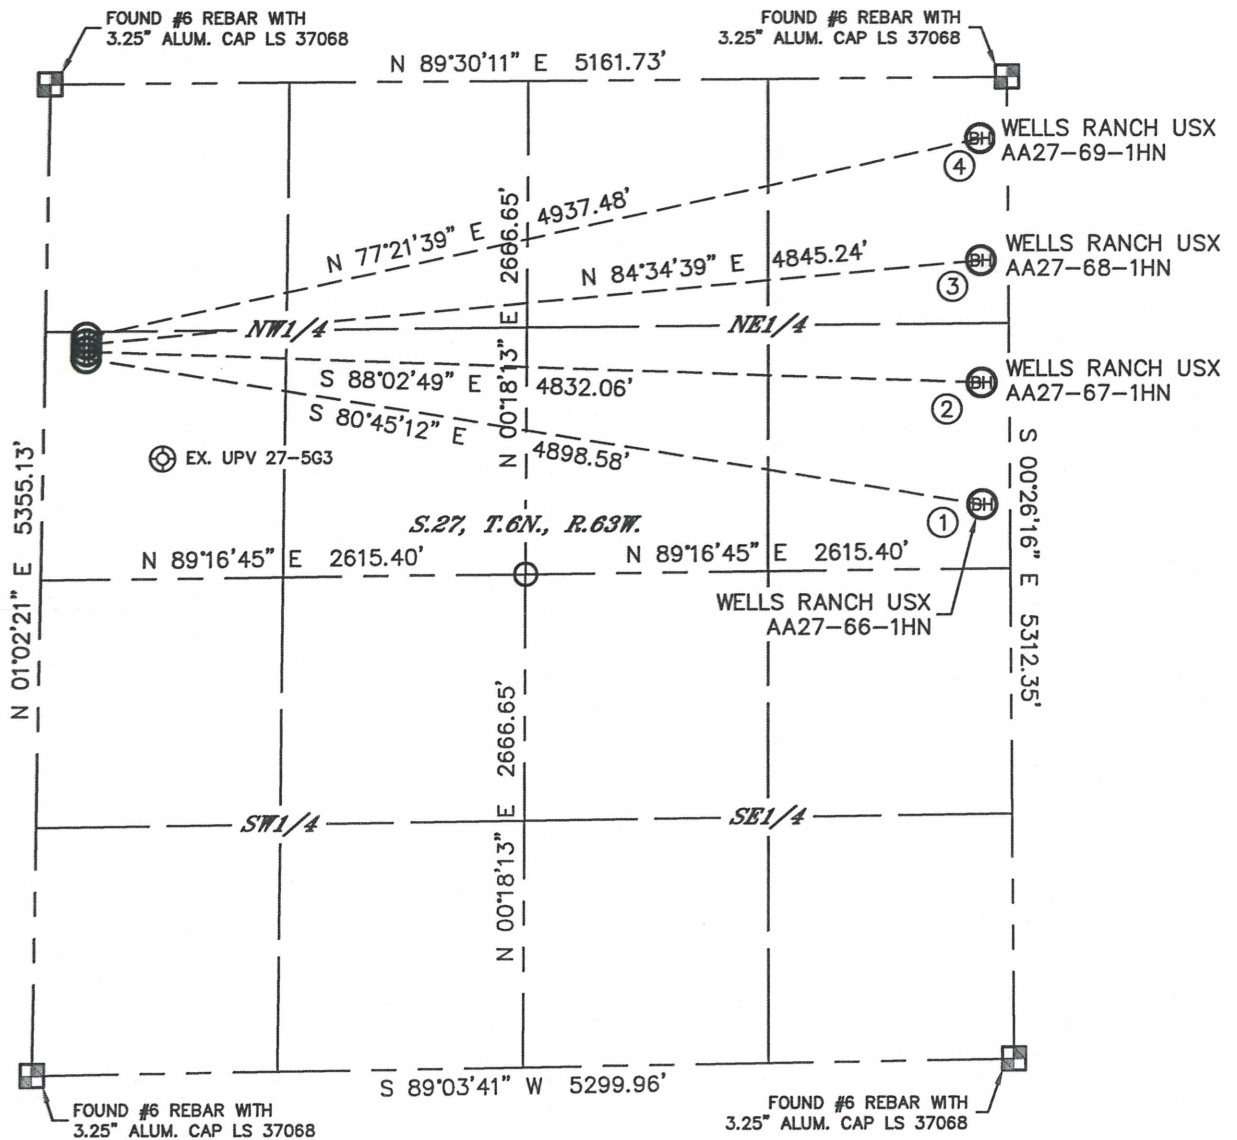 FOUND #6 REBAR WITH
3.25" ALUM. CAP LS 37068
FOUND #6 REBAR WITH
3.25" ALUM. CAP LS 37068
N 89°30'11" E 5161.73'
WELLS RANCH USX
AA27-69-1HN
BH
4
N 77°21'39" E 4937.48'
2666.65'
N 00°18'13" E
WELLS RANCH USX
AA27-68-1HN
BH
3
N 84°34'39" E 4845.24'
NW1/4
NE1/4
WELLS RANCH USX
AA27-67-1HN
BH
2
S 88°02'49" E 4832.06'
S 80°45'12" E 4898.58'
EX. UPV 27-5G3
BH
1
S.27, T.6N., R.63W.
N 89°16'45" E 2615.40'
N 89°16'45" E 2615.40'
WELLS RANCH USX
AA27-66-1HN
N 01°02'21" E 5355.13'
S 00°26'16" E 5312.35'
N 00°18'13" E 2666.65'
SW1/4
SE1/4
S 89°03'41" W 5299.96'
FOUND #6 REBAR WITH
3.25" ALUM. CAP LS 37068
FOUND #6 REBAR WITH
3.25" ALUM. CAP LS 37068